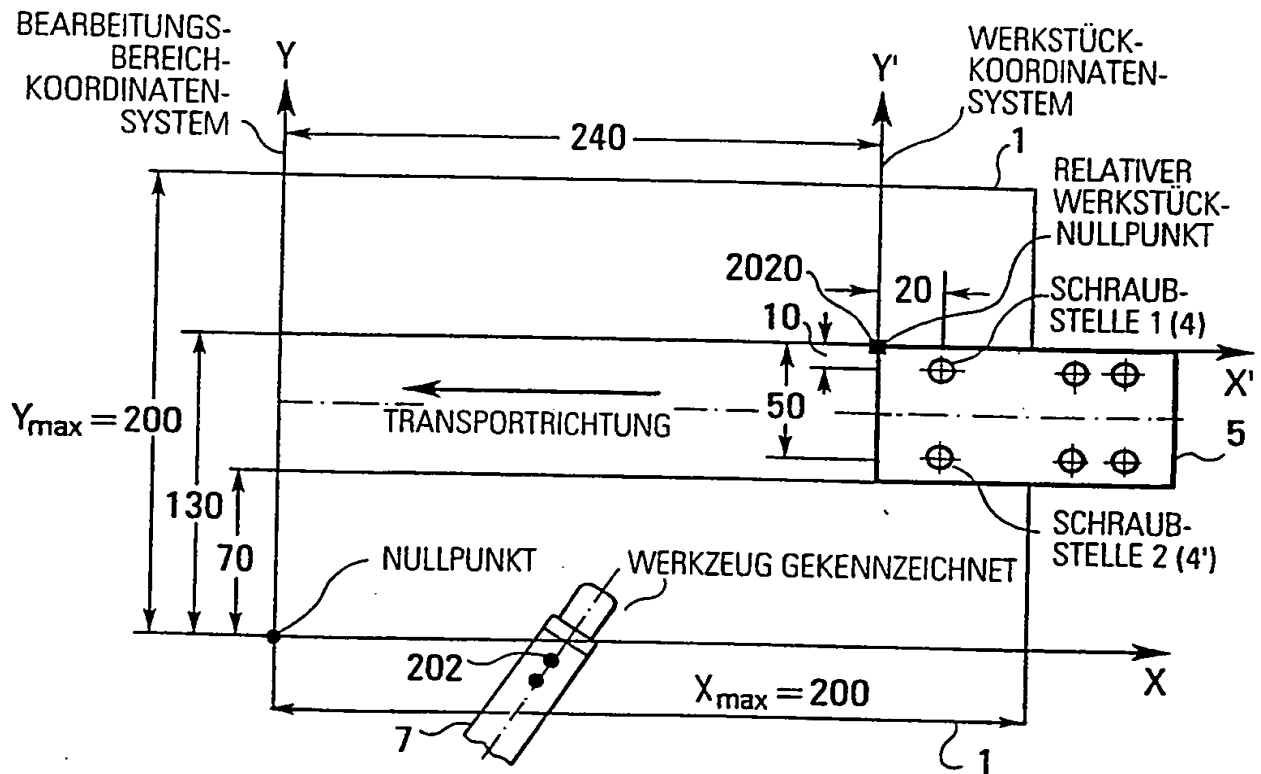 BEARBEITUNGS-
BEREICH-
KOORDINATEN-
SYSTEM
Y
240
Y'
WERKSTÜCK-
KOORDINATEN-
SYSTEM
1
RELATIVER
WERKSTÜCK-
NULLPUNKT
2020
20
10
SCHRAUB-
STELLE 1 (4)
X'
TRANSPORTRICHTUNG
50
5
Ymax = 200
130
70
NULLPUNKT
WERKZEUG GEKENNZEICHNET
SCHRAUB-
STELLE 2 (4')
202
X
Xmax = 200
7
1